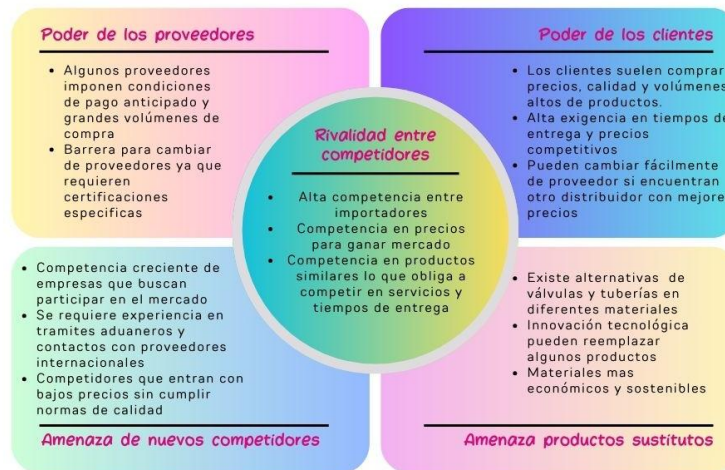 Poder de los proveedores
• Algunos proveedores
imponen condiciones
de pago anticipado y
grandes volúmenes de
compra
• Barrera para cambiar
de proveedores ya que
requieren
certificaciones
especificas
Poder de los clientes
• Los clientes suelen comprar
precios, calidad y volúmenes
altos de productos.
• Alta exigencia en tiempos de
entrega y precios
competitivos
• Pueden cambiar fácilmente
de proveedor si encuentran
otro distribuidor con mejore
precios
Rivalidad entre
competidores
• Alta competencia entre
importadores
• Competencia en precios
para ganar mercado
• Competencia en productos
similares lo que obliga a
competir en servicios y
tiempos de entrega
• Competencia creciente de
empresas que buscan
participar en el mercado
• Se requiere experiencia en
tramites aduaneros y
contactos con proveedores
internacionales
• Competidores que entran con
bajos precios sin cumplir
normas de calidad
Amenaza de nuevos competidores
• Existe alternativas de
válvulas y tuberías en
diferentes materiales
• Innovación tecnológica
pueden reemplazar
algunos productos
• Materiales mas
económicos y sostenibles
Amenaza productos sustitutos